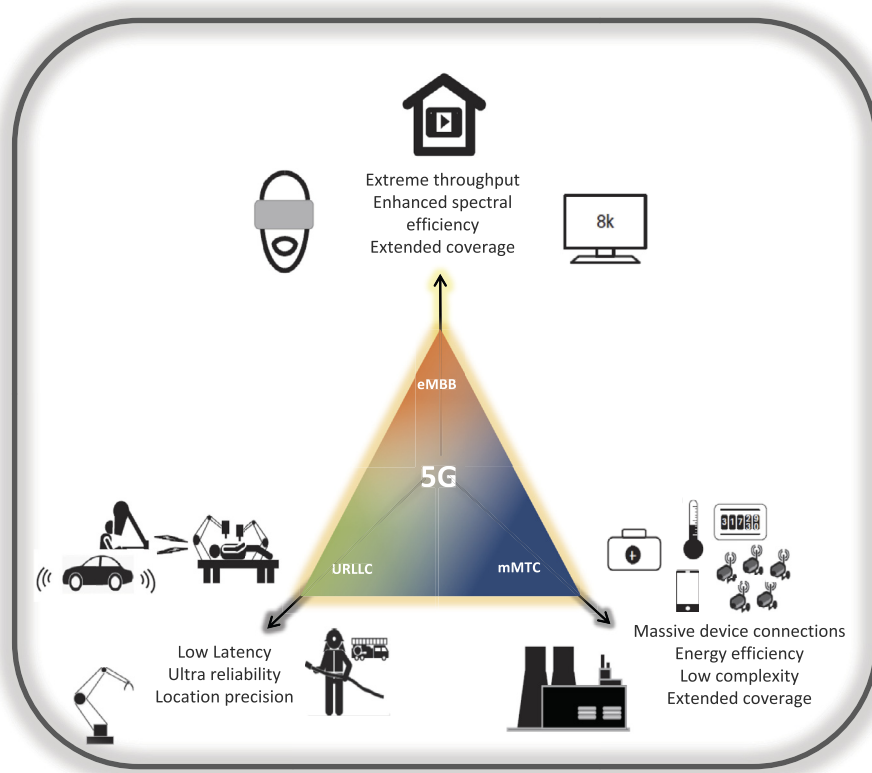 Extreme throughput
Enhanced spectral
efficiency
Extended coverage
8k
eMBB
5G
URLLC
mMTC
Low Latency
Ultra reliability
Location precision
Massive device connections
Energy efficiency
Low complexity
Extended coverage